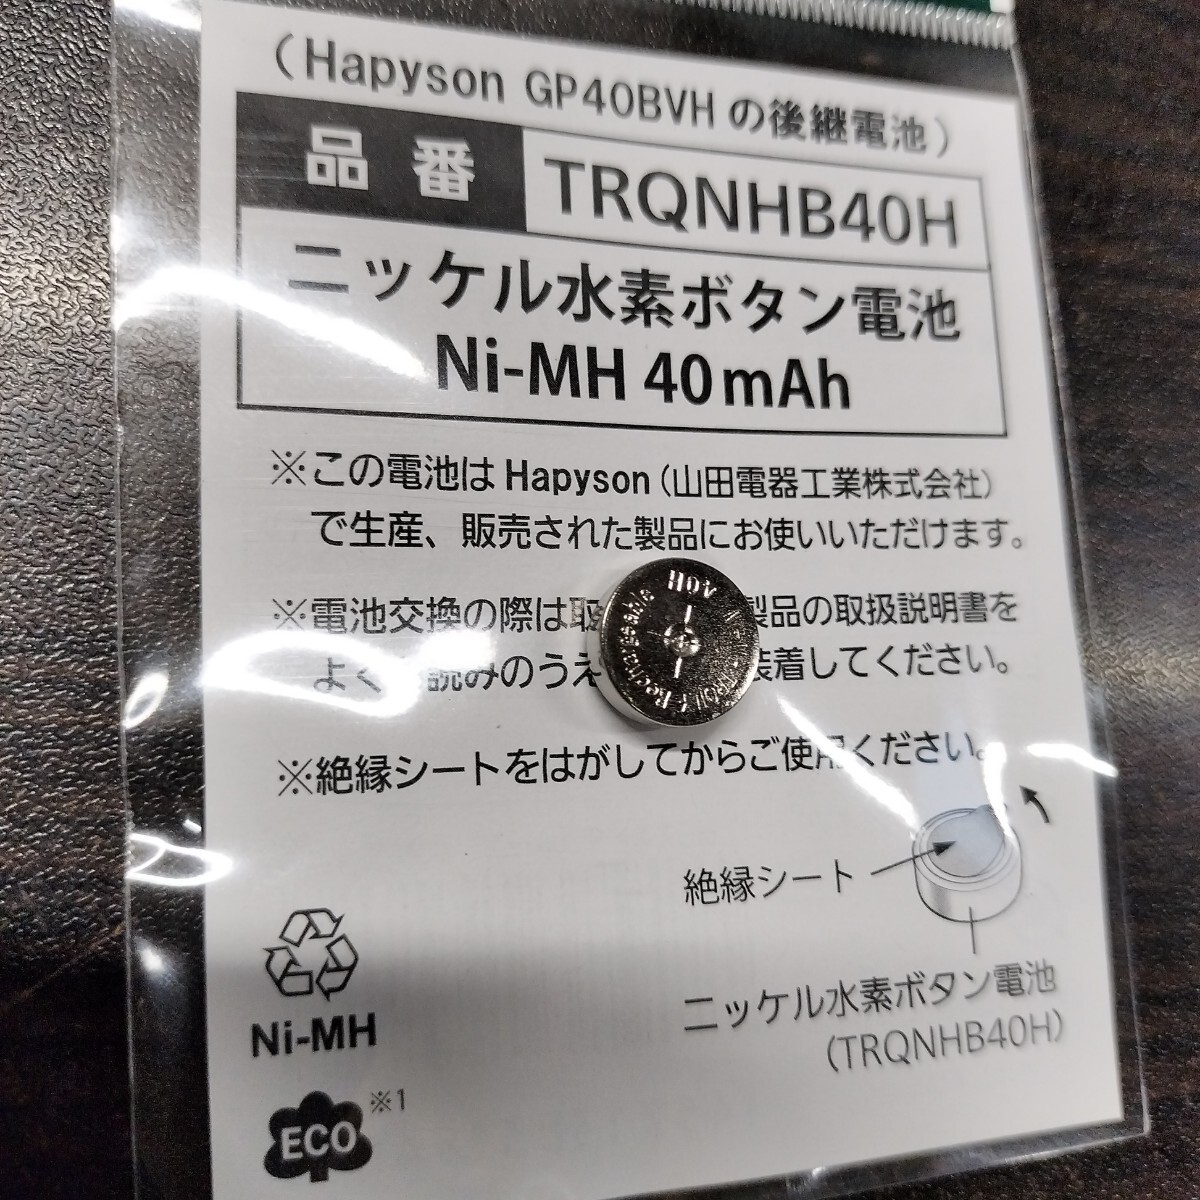 （Hapyson GP40BVH の後継電池）
品番 TRQNHB40H
ニッケル水素ボタン電池
Ni-MH 40mAh
※この電池は Hapyson（山田電器工業株式会社）
で生産、販売された製品にお使いいただけます。
※電池交換の際は取 製品の取扱説明書を
よく 読みのうえ 装着してください。
HOV
Rechargeable
※絶縁シートをはがしてからご使用ください。
絶縁シート
ニッケル水素ボタン電池
(TRQNHB40H)
Ni-MH
ECO ※1